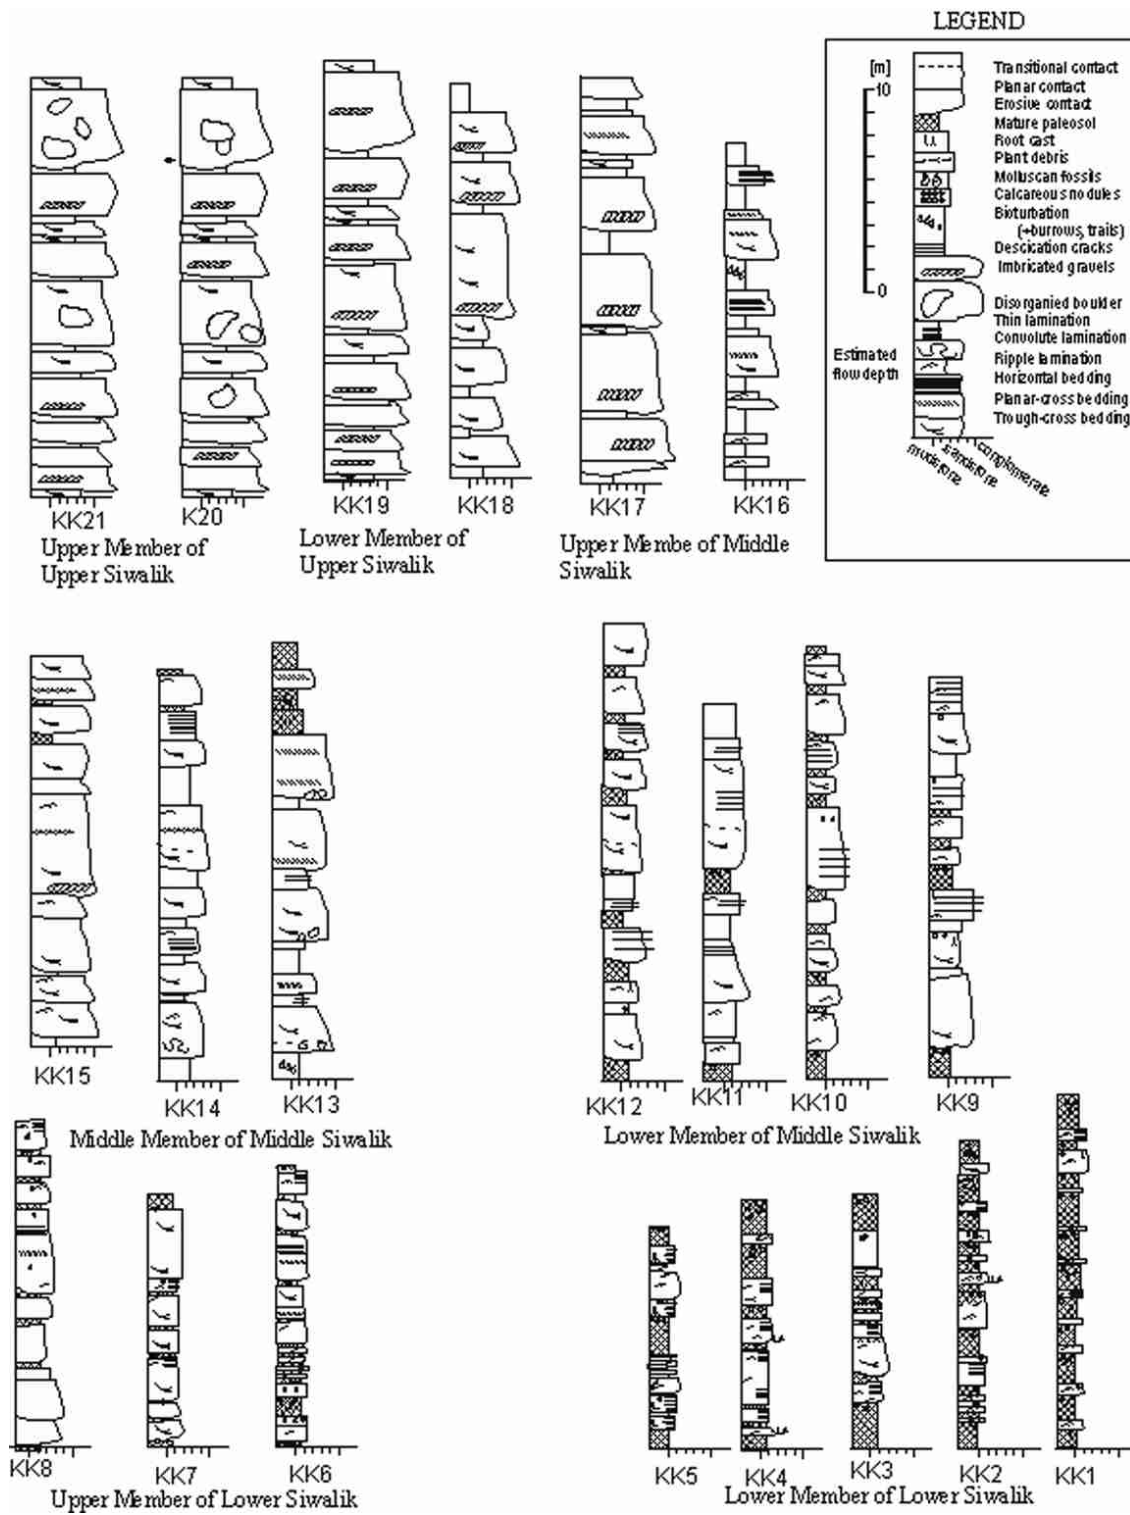 LEGEND
[m]
10
0
Estimated
flow depth
Transitional contact
Planar contact
Erosive contact
Mature paleosol
Root cast
Plant debris
Molluscan fossils
Calcareous nodules
Bioturbation
(+burrows, trails)
Descication cracks
Imbricated gravels
Disorganied boulder
Thin lamination
Convolute lamination
Ripple lamination
Horizontal bedding
Planar-cross bedding
Trough-cross bedding
mudstone
sandstone
conglomerate
KK21
K20
KK19
KK18
KK17
KK16
Upper Member of
Upper Siwalik
Lower Member of
Upper Siwalik
Upper Membe of Middle
Siwalik
KK15
KK14
KK13
KK12
KK11
KK10
KK9
Middle Member of Middle Siwalik
Lower Member of Middle Siwalik
KK8
KK7
KK6
KK5
KK4
KK3
KK2
KK1
Upper Member of Lower Siwalik
Lower Member of Lower Siwalik